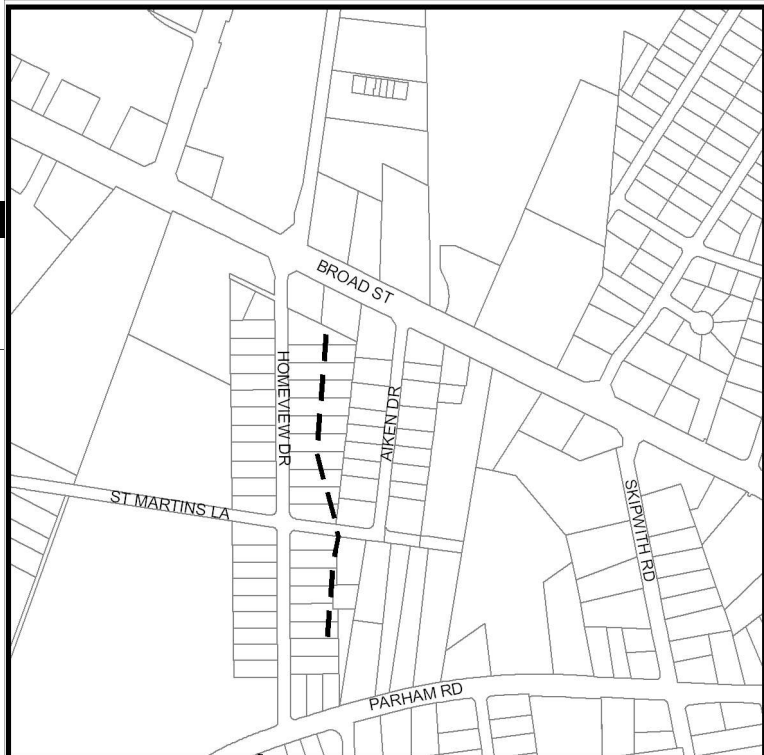 BROAD ST
HOMEVIEW DR
AIKEN DR
ST MARTINS LA
SKIPWITH RD
PARHAM RD